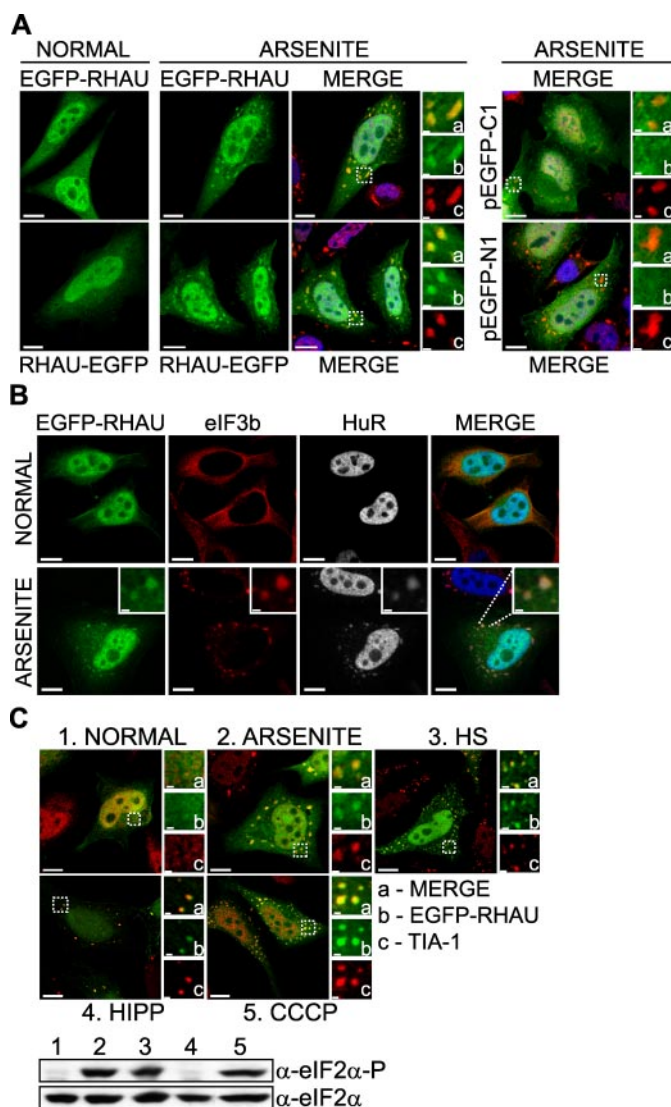 A
NORMAL ARSENITE ARSENITE
EGFP-RHAU EGFP-RHAU MERGE MERGE
a
b
c
pEGFP-C1
a
b
c
a
b
c
pEGFP-N1
a
b
c
RHAU-EGFP RHAU-EGFP MERGE MERGE
B
EGFP-RHAU eIF3b HuR MERGE
NORMAL
ARSENITE
C
1. NORMAL 2. ARSENITE 3. HS
a
b
c
a
b
c
a
b
c
a - MERGE
b - EGFP-RHAU
c - TIA-1
a
b
c
a
b
c
4. HIPP 5. CCCP
1 2 3 4 5
α-eIF2α-P
α-eIF2α